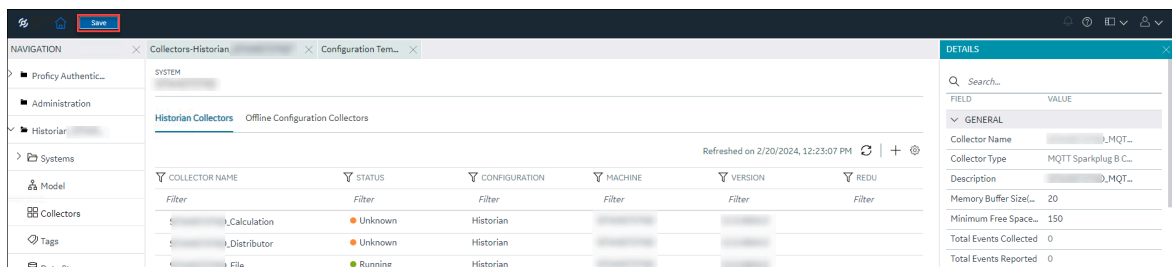 Save
NAVIGATION
Proficy Authentic...
Administration
Historian
Systems
Model
Collectors
Tags
Collectors-Historian
Configuration Tem...
SYSTEM
Historian Collectors
Offline Configuration Collectors
Refreshed on 2/20/2024, 12:23:07 PM
COLLECTOR NAME STATUS CONFIGURATION MACHINE VERSION REDU
Filter Filter Filter Filter Filter Filter
_Calculation Unknown Historian
_Distributor Unknown Historian
_File Running Historian
DETAILS
Search...
FIELD VALUE
GENERAL
Collector Name _MQT...
Collector Type MQTT Sparkplug B C...
Description _MQT...
Memory Buffer Size(... 20
Minimum Free Space... 150
Total Events Collected 0
Total Events Reported 0